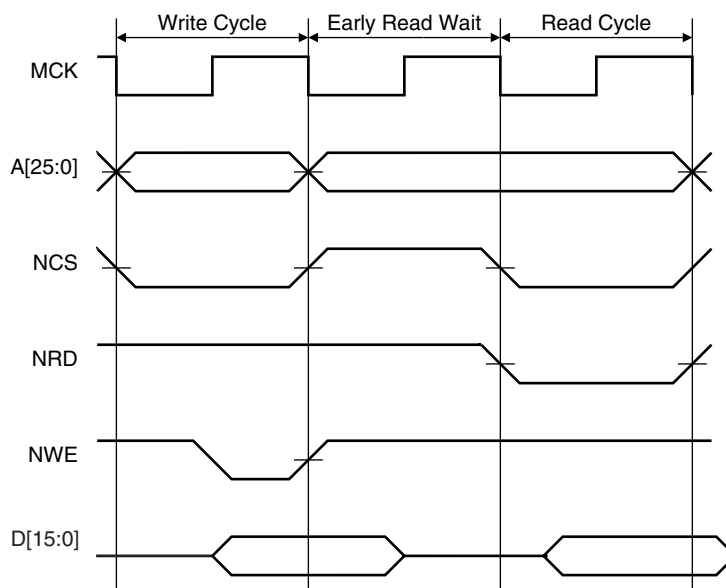 Write Cycle Early Read Wait Read Cycle
MCK
A[25:0]
NCS
NRD
NWE
D[15:0]